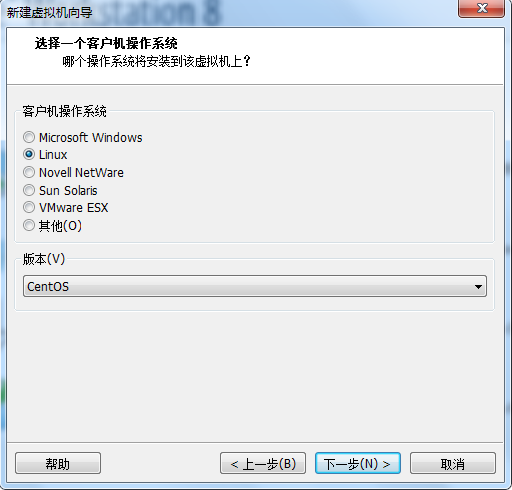 station 8
新建虚拟机向导
选择一个客户机操作系统
哪个操作系统将安装到该虚拟机上？
客户机操作系统
Microsoft Windows
Linux
Novell NetWare
Sun Solaris
VMware ESX
其他(O)
版本(V)
CentOS
帮助
< 上一步(B)
下一步(N) >
取消